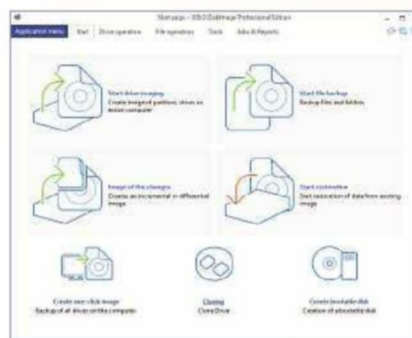 Start page - O&O DiskImage Professional Edition
Application menu Start Drive operation File operation Tools Jobs & Reports
Start drive imaging
Create image of partitions, drives or
entire computer
Start file backup
Backup files and folders
Image of the changes
Creates an incremental or differential
image
Start restoration
Start restoration of data from existing
image
Create one-click image
Backup of all drives on the computer
Cloning
Clone Drive
Create bootable disk
Creation of a bootable disk